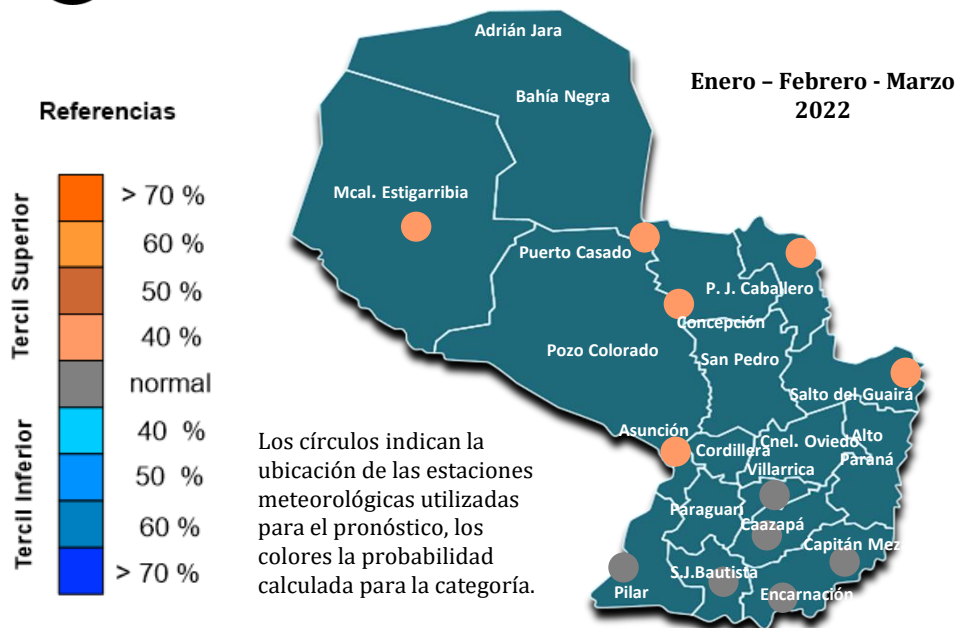 Adrián Jara
Enero – Febrero - Marzo
2022
Bahía Negra
Referencias
Tercil Superior
> 70 %
60 %
50 %
40 %
normal
Tercil Inferior
40 %
50 %
60 %
> 70 %
Mcal. Estigarribia
Puerto Casado
P. J. Caballero
Concepción
Pozo Colorado
San Pedro
Salto del Guairá
Asunción
Cordillera
Cnel. Oviedo
Alto
Paraná
Villarrica
Paraguarí
Caazapá
Capitán Meza
S.J.Bautista
Encarnación
Pilar
Los círculos indican la
ubicación de las estaciones
meteorológicas utilizadas
para el pronóstico, los
colores la probabilidad
calculada para la categoría.